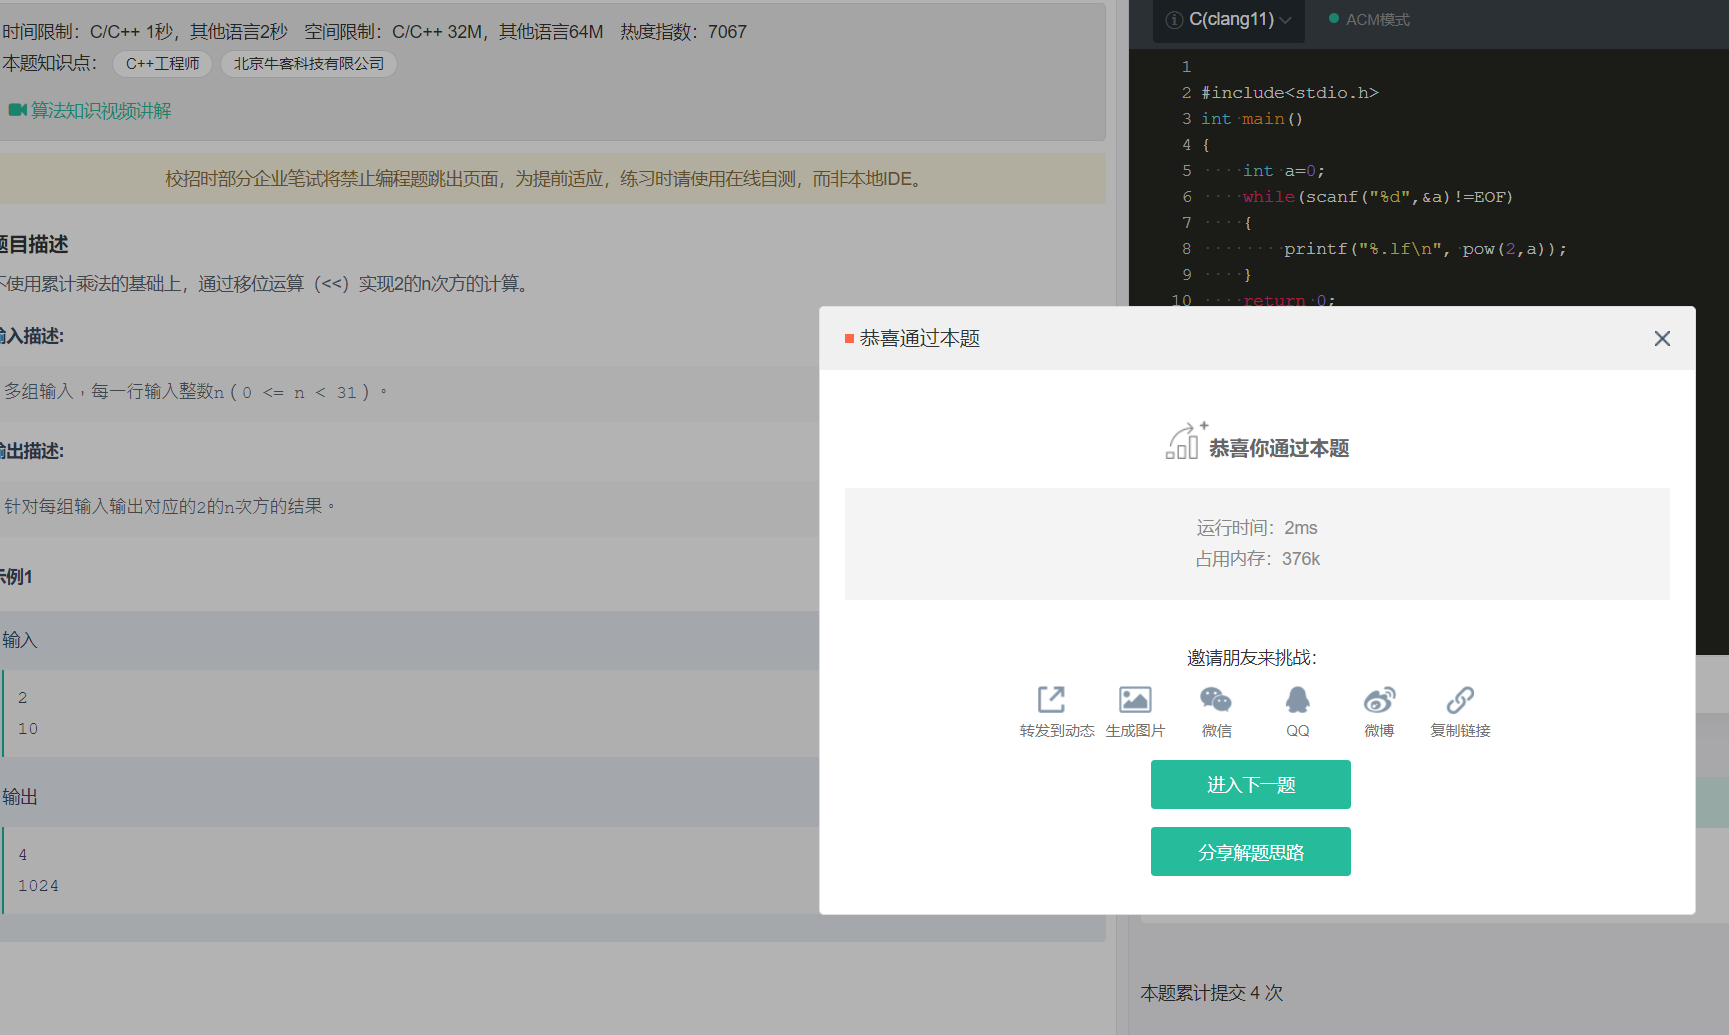 时间限制：C/C++ 1秒，其他语言2秒 空间限制：C/C++ 32M，其他语言64M 热度指数：7067
本题知识点： C++工程师 北京牛客科技有限公司
算法知识视频讲解
校招时部分企业笔试将禁止编程题跳出页面，为提前适应，练习时请使用在线自测，而非本地IDE。
题目描述
不使用累计乘法的基础上，通过移位运算（<<）实现2的n次方的计算。
输入描述:
多组输入，每一行输入整数n（0 <= n < 31）。
输出描述:
针对每组输入输出对应的2的n次方的结果。
示例1
输入
2
10
输出
4
1024
C(clang11) ACM模式
1
2 #include<stdio.h>
3 int main()
4 {
5 int a=0;
6 while(scanf("%d",&a)!=EOF)
7 {
8 printf("%.lf\n", pow(2,a));
9 }
10 return 0;
恭喜通过本题
恭喜你通过本题
运行时间：2ms
占用内存：376k
邀请朋友来挑战：
转发到动态 生成图片 微信 QQ 微博 复制链接
进入下一题
分享解题思路
本题累计提交 4 次